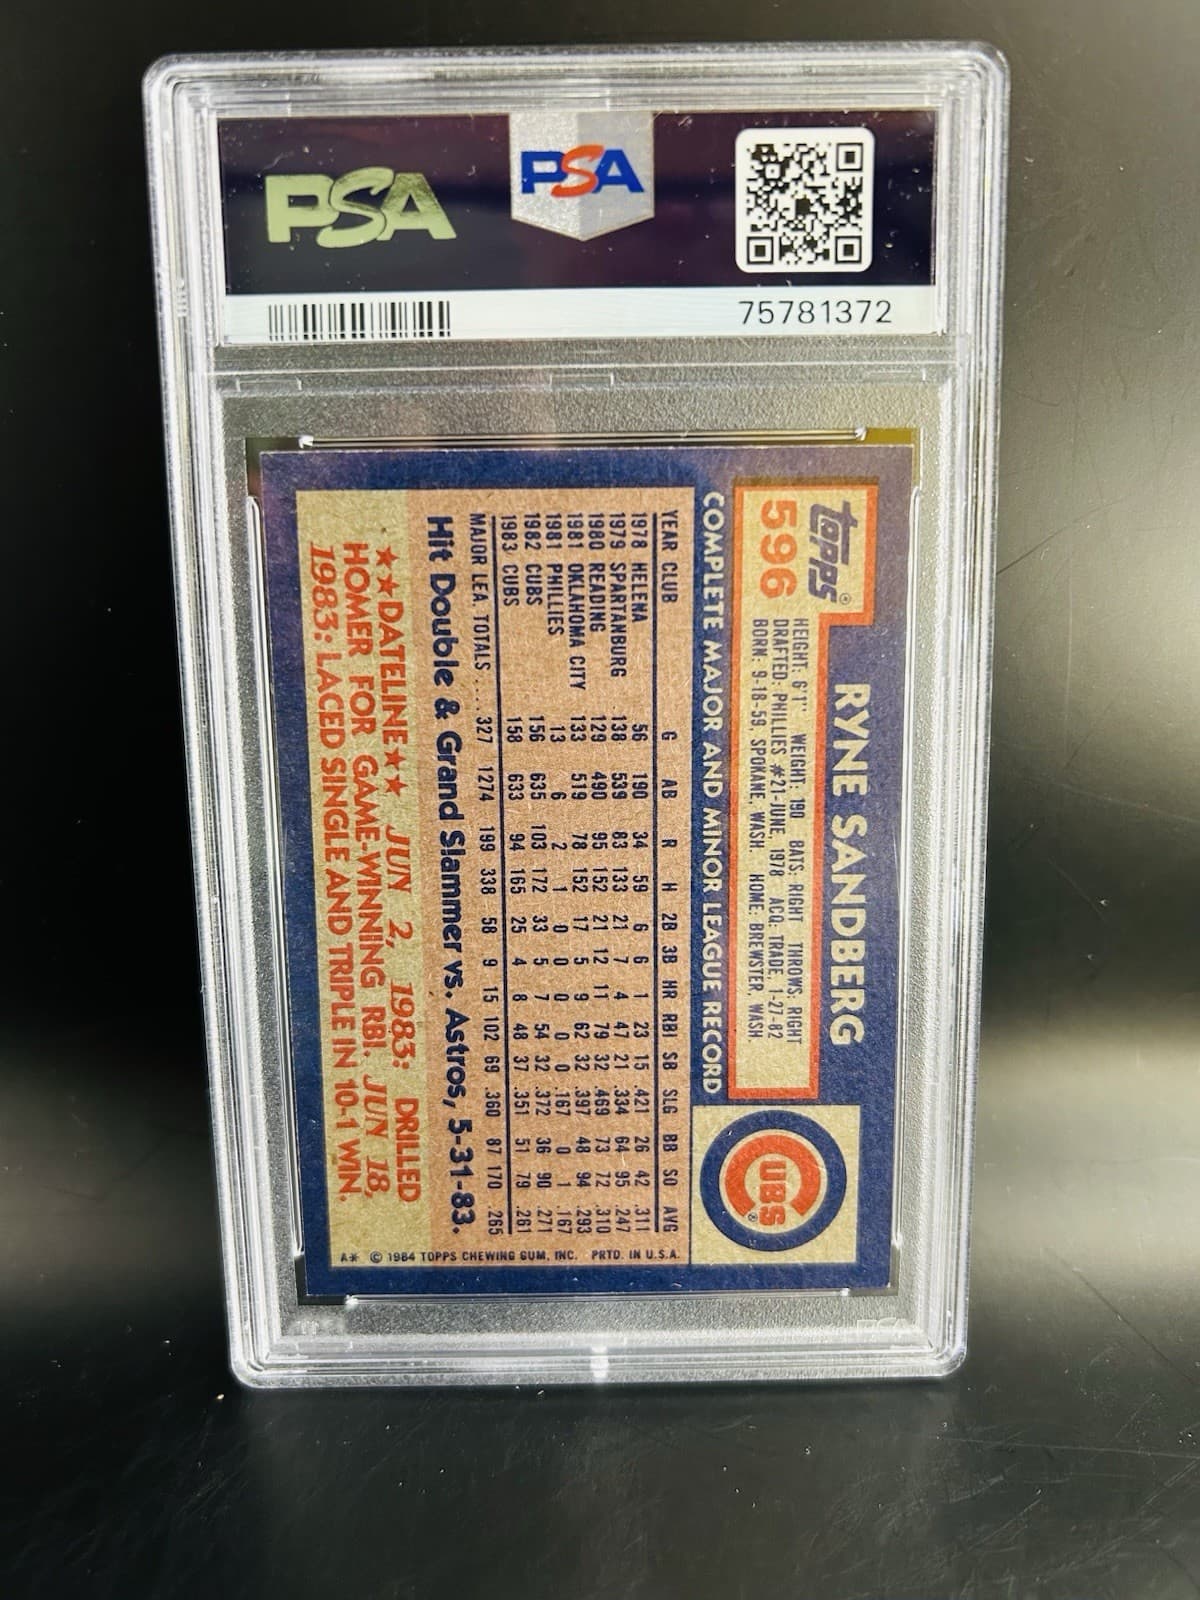 PSA
PSA
75781372
topps®
596
RYNE SANDBERG
HEIGHT: 6'1" WEIGHT: 190 BATS: RIGHT THROWS: RIGHT
DRAFTED: PHILLIES #21-JUNE, 1978 ACQ: TRADE, 1-27-82
BORN: 9-18-59, SPOKANE, WASH. HOME: BREWSTER, WASH.
CUBS®
COMPLETE MAJOR AND MINOR LEAGUE RECORD
YEAR CLUB G AB R H 2B 3B HR RBI SB SLG BB SO AVG
1978 HELENA 56 190 34 59 6 6 1 23 15 .421 26 42 .311
1979 SPARTANBURG 138 539 83 133 21 7 4 47 21 .334 64 95 .247
1980 READING 129 490 95 152 21 12 11 79 32 .469 73 72 .310
1981 OKLAHOMA CITY 133 519 78 152 17 5 9 62 32 .397 48 94 .293
1981 PHILLIES 13 6 2 1 0 0 0 0 0 .167 0 1 .167
1982 CUBS 156 635 103 172 33 5 7 54 32 .372 36 90 .271
1983 CUBS 158 633 94 165 25 4 8 48 37 .351 51 79 .261
MAJOR LEA. TOTALS .... 327 1274 199 338 58 9 15 102 69 .360 87 170 .265
Hit Double & Grand Slammer vs. Astros, 5-31-83.
★★DATELINE★★ JUN 2, 1983: DRILLED
HOMER FOR GAME-WINNING RBI. JUN 18,
1983: LACED SINGLE AND TRIPLE IN 10-1 WIN.
A* © 1984 TOPPS CHEWING GUM, INC. PRTD. IN U.S.A.